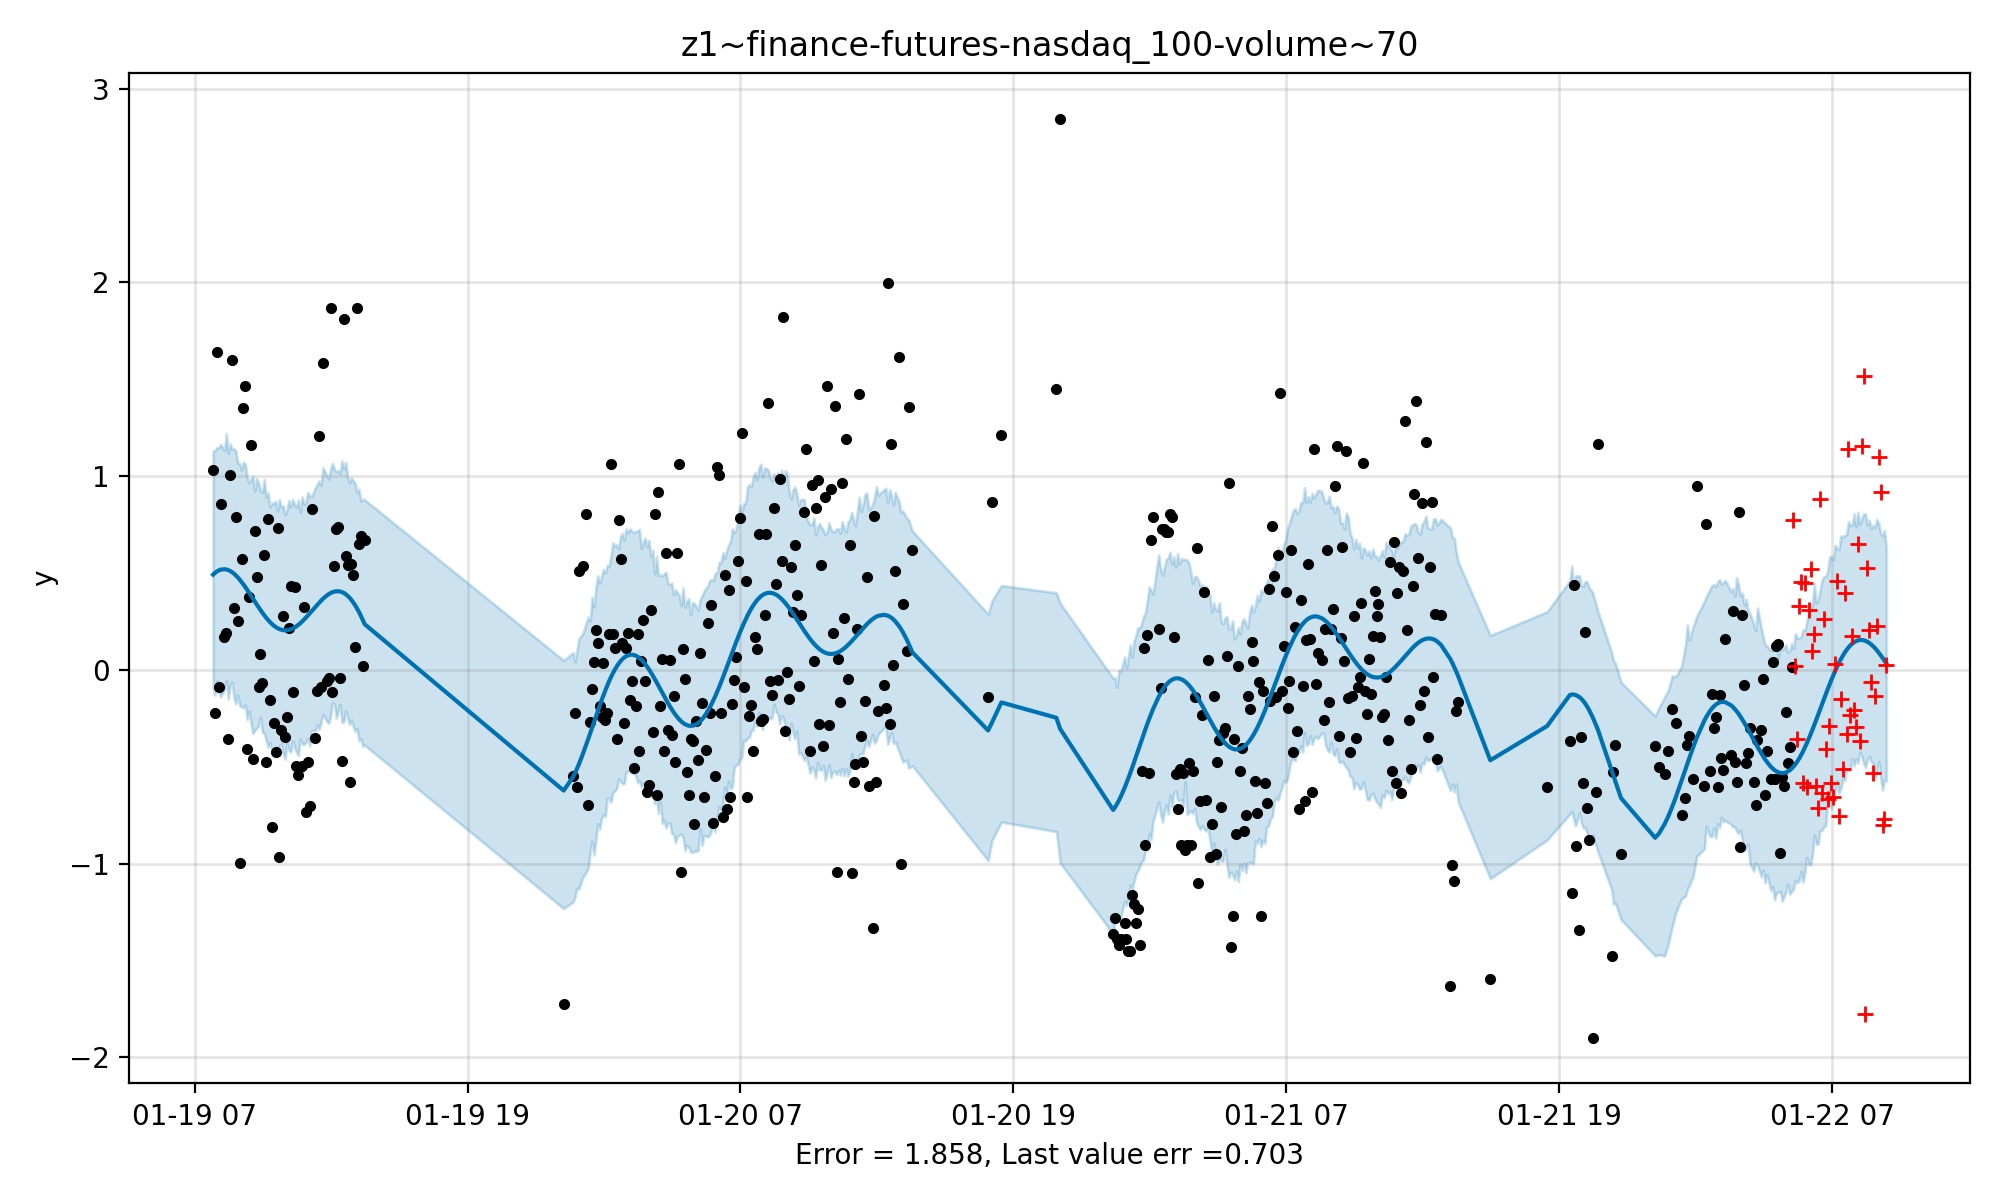 z1~finance-futures-nasdaq_100-volume~70
3
2
1
0
−1
−2
y
01-19 07 01-19 19 01-20 07 01-20 19 01-21 07 01-21 19 01-22 07
Error = 1.858, Last value err =0.703